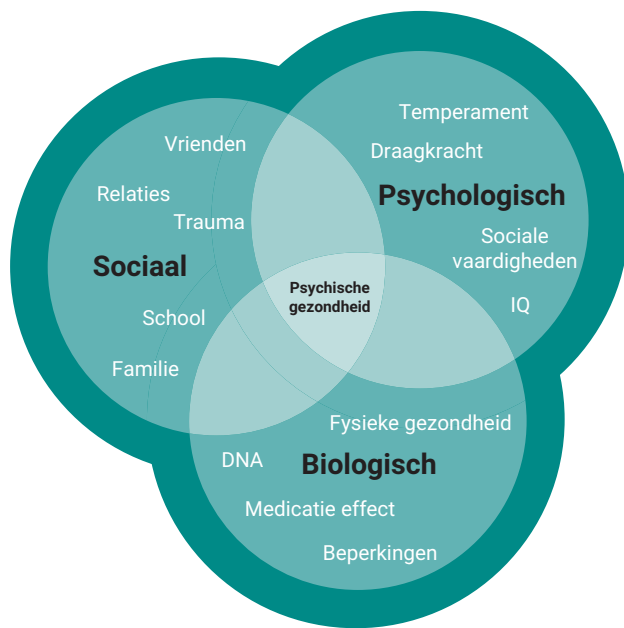 Temperament
Vrienden
Draagkracht
Relaties
Psychologisch
Trauma
Sociale
vaardigheden
Sociaal
Psychische
gezondheid
IQ
School
Familie
Fysieke gezondheid
DNA
Biologisch
Medicatie effect
Beperkingen